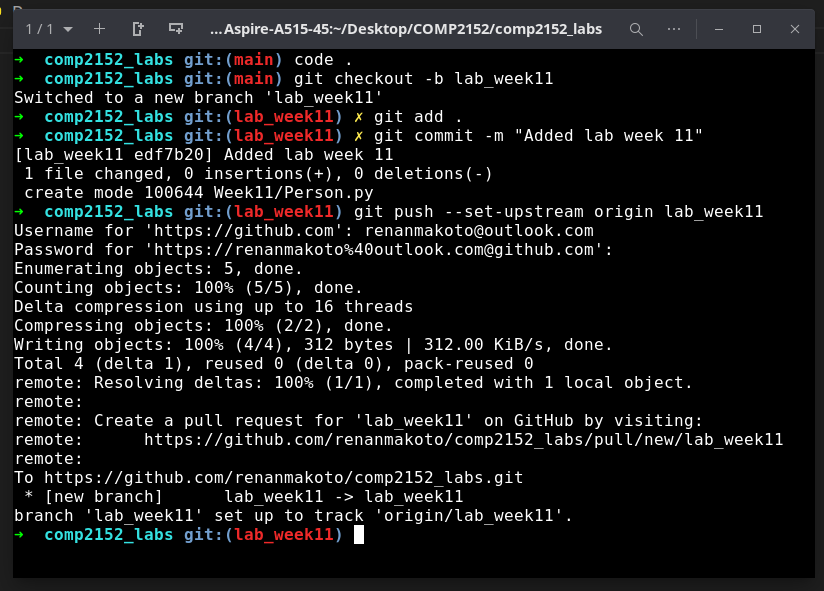 1 / 1 ...Aspire-A515-45:~/Desktop/COMP2152/comp2152_labs
➜  comp2152_labs git:(main) code .
➜  comp2152_labs git:(main) git checkout -b lab_week11
Switched to a new branch 'lab_week11'
➜  comp2152_labs git:(lab_week11) ✗ git add .
➜  comp2152_labs git:(lab_week11) ✗ git commit -m "Added lab week 11"
[lab_week11 edf7b20] Added lab week 11
 1 file changed, 0 insertions(+), 0 deletions(-)
 create mode 100644 Week11/Person.py
➜  comp2152_labs git:(lab_week11) git push --set-upstream origin lab_week11
Username for 'https://github.com': renanmakoto@outlook.com
Password for 'https://renanmakoto%40outlook.com@github.com':
Enumerating objects: 5, done.
Counting objects: 100% (5/5), done.
Delta compression using up to 16 threads
Compressing objects: 100% (2/2), done.
Writing objects: 100% (4/4), 312 bytes | 312.00 KiB/s, done.
Total 4 (delta 1), reused 0 (delta 0), pack-reused 0
remote: Resolving deltas: 100% (1/1), completed with 1 local object.
remote:
remote: Create a pull request for 'lab_week11' on GitHub by visiting:
remote:      https://github.com/renanmakoto/comp2152_labs/pull/new/lab_week11
remote:
To https://github.com/renanmakoto/comp2152_labs.git
 * [new branch]      lab_week11 -> lab_week11
branch 'lab_week11' set up to track 'origin/lab_week11'.
➜  comp2152_labs git:(lab_week11)